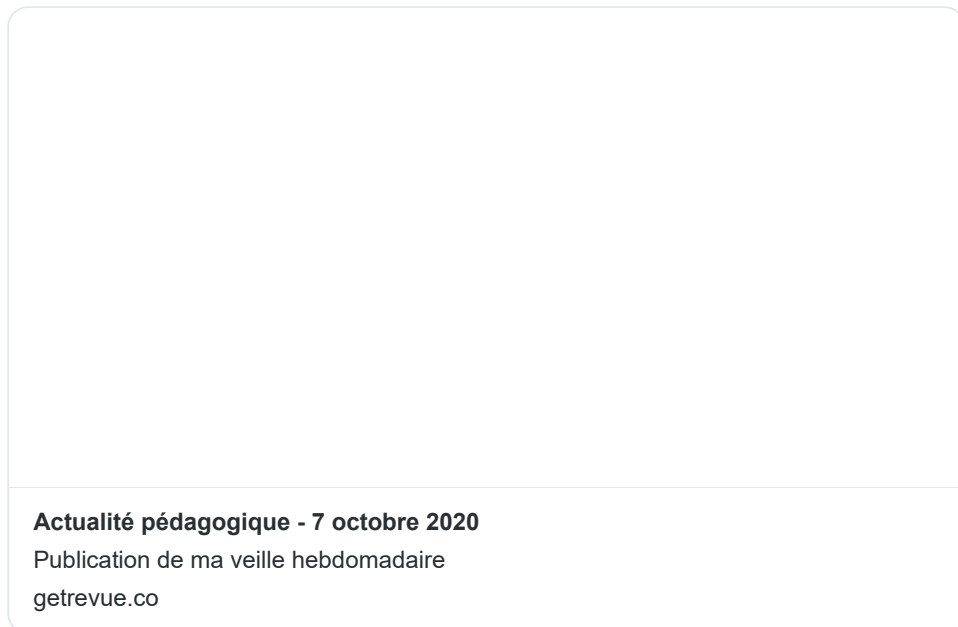 Actualité pédagogique - 7 octobre 2020
Publication de ma veille hebdomadaire
getrevue.co